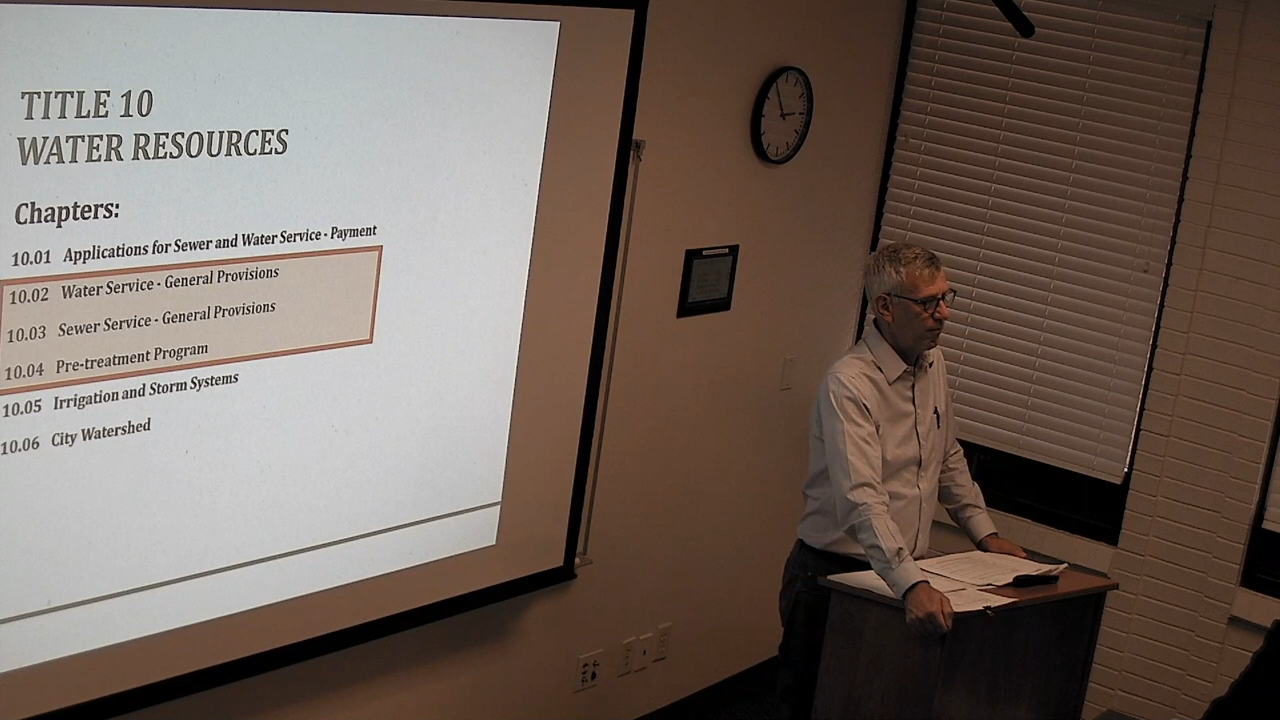 TITLE 10
WATER RESOURCES
Chapters:
10.01 Applications for Sewer and Water Service - Payment
10.02 Water Service - General Provisions
10.03 Sewer Service - General Provisions
10.04 Pre-treatment Program
10.05 Irrigation and Storm Systems
10.06 City Watershed